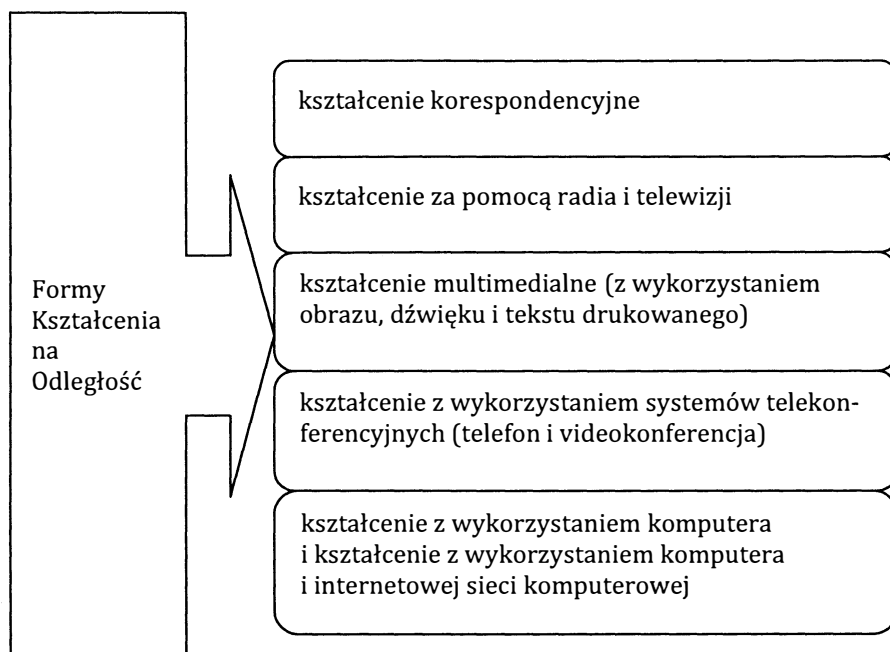 Formy
Kształcenia
na
Odległość
kształcenie korespondencyjne
kształcenie za pomocą radia i telewizji
kształcenie multimedialne (z wykorzystaniem
obrazu, dźwięku i tekstu drukowanego)
kształcenie z wykorzystaniem systemów telekon-
ferencyjnych (telefon i videokonferencja)
kształcenie z wykorzystaniem komputera
i kształcenie z wykorzystaniem komputera
i internetowej sieci komputerowej